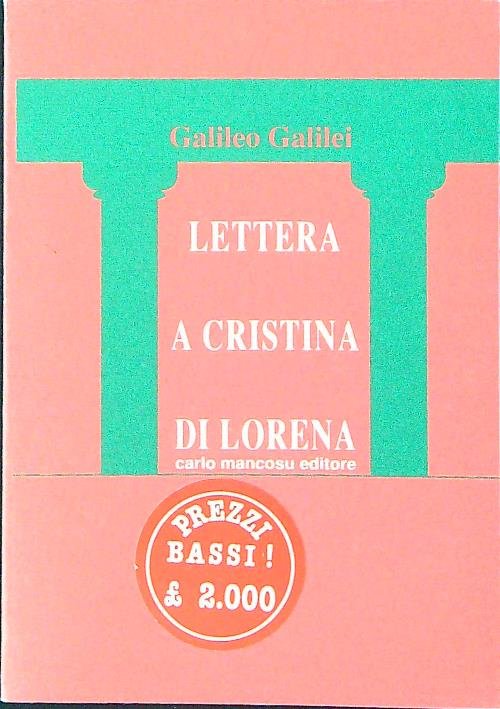 Galileo Galilei
LETTERA
A CRISTINA
DI LORENA
carlo mancosu editore
PREZZI
BASSI !
£ 2.000